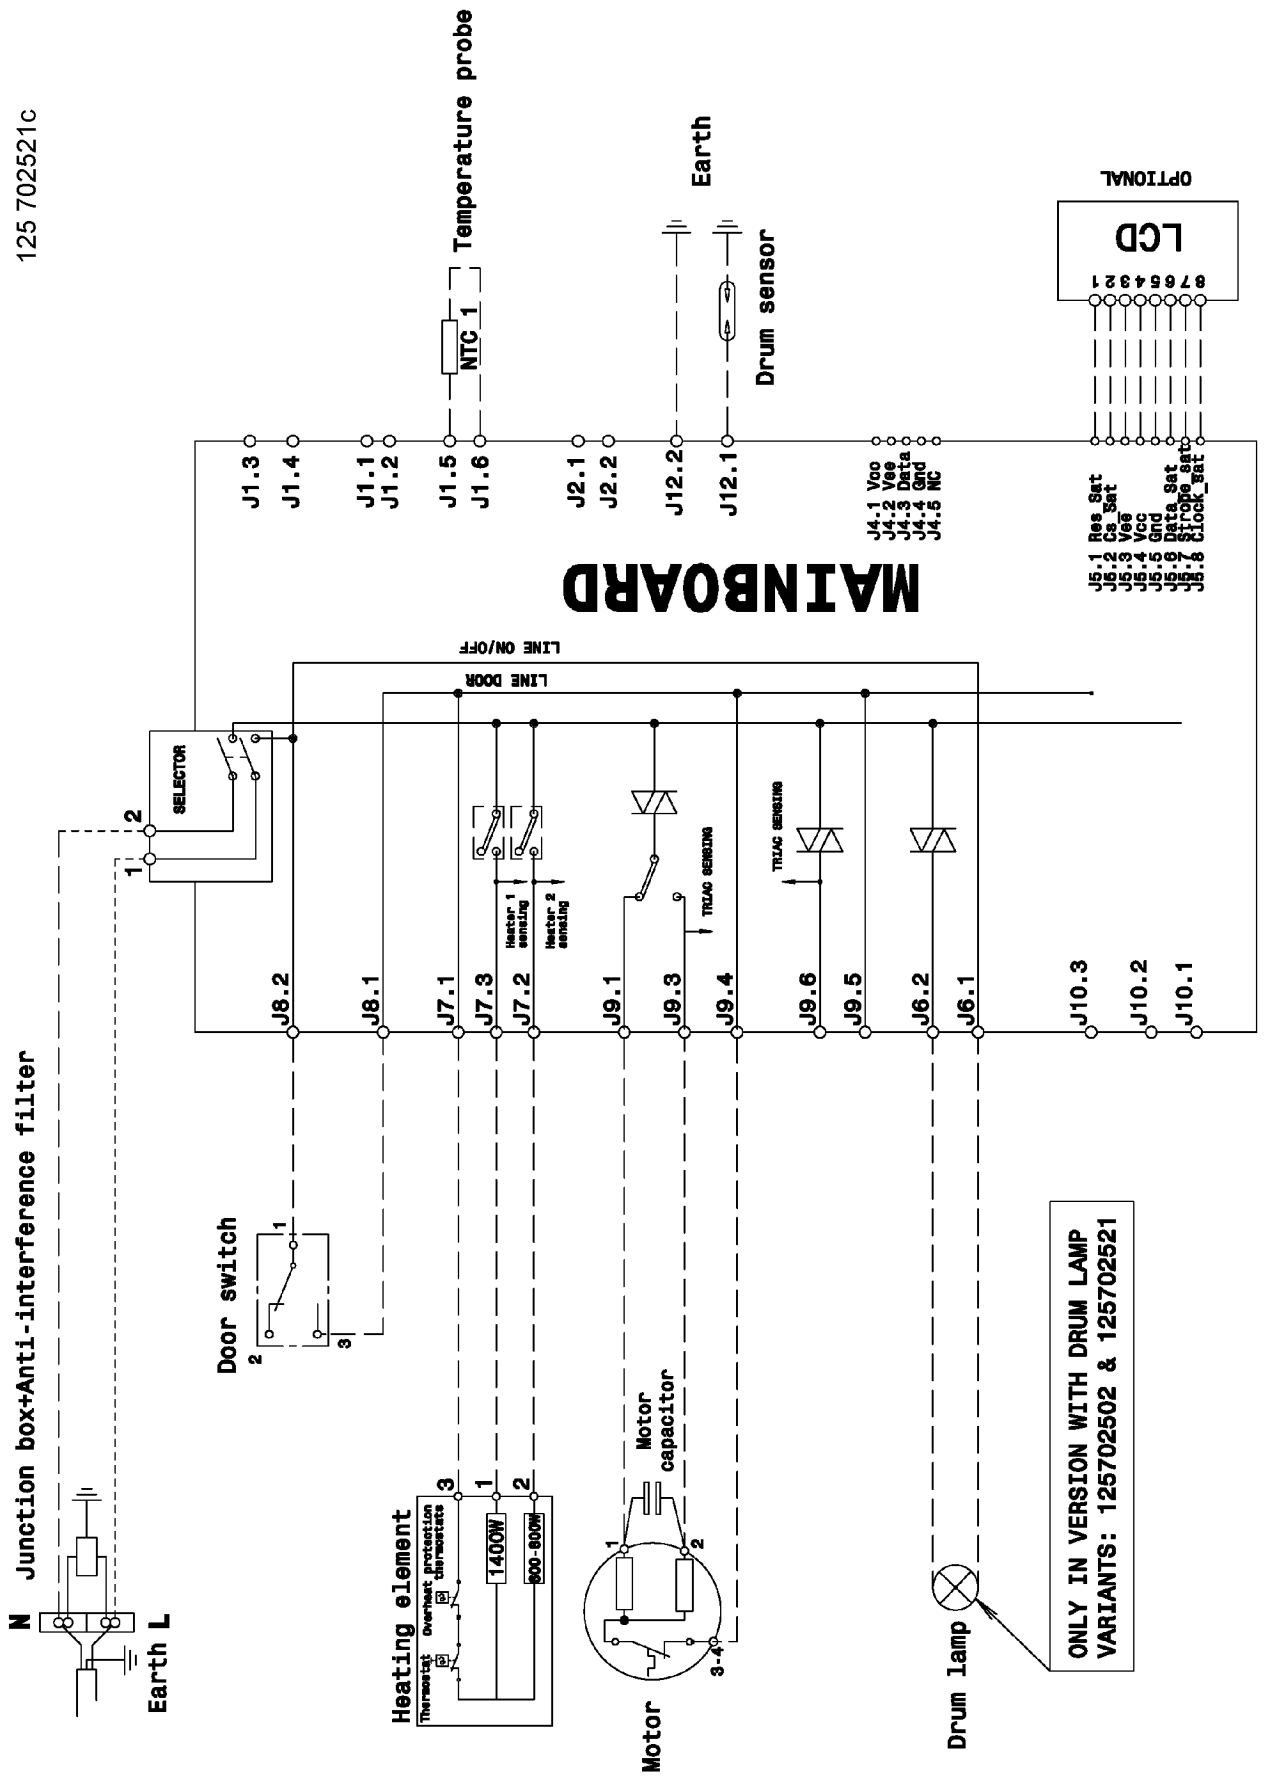 125 702521c
Junction box+Anti-interference filter
N
L
Earth
2
1
SELECTOR
Door switch
1
2
3
Heating element
Thermostat
Overheat protection
thermostats
3
1
2
1400W
600-800W
Motor
Motor
capacitor
1
2
3-4
Drum lamp
ONLY IN VERSION WITH DRUM LAMP
VARIANTS: 125702502 & 125702521
J8.2
J8.1
J7.1
J7.3
J7.2
J9.1
J9.3
J9.4
J9.6
J9.5
J6.2
J6.1
J10.3
J10.2
J10.1
Heater 1
sensing
Heater 2
sensing
TRIAC SENSING
TRIAC SENSING
LINE ON/OFF
LINE DOOR
MAINBOARD
J1.3
J1.4
J1.1
J1.2
J1.5
J1.6
J2.1
J2.2
J12.2
J12.1
J4.1 Vcc
J4.2 Vee
J4.3 Data
J4.4 Gnd
J4.5 NC
J5.1 Res_Sat
J5.2 Cs_Sat
J5.3 Vee
J5.4 Vcc
J5.5 Gnd
J5.6 Data_Sat
J5.7 Strobe_sat
J5.8 Clock_sat
NTC 1
Temperature probe
Earth
Drum sensor
1 2 3 4 5 6 7 8
LCD
OPTIONAL